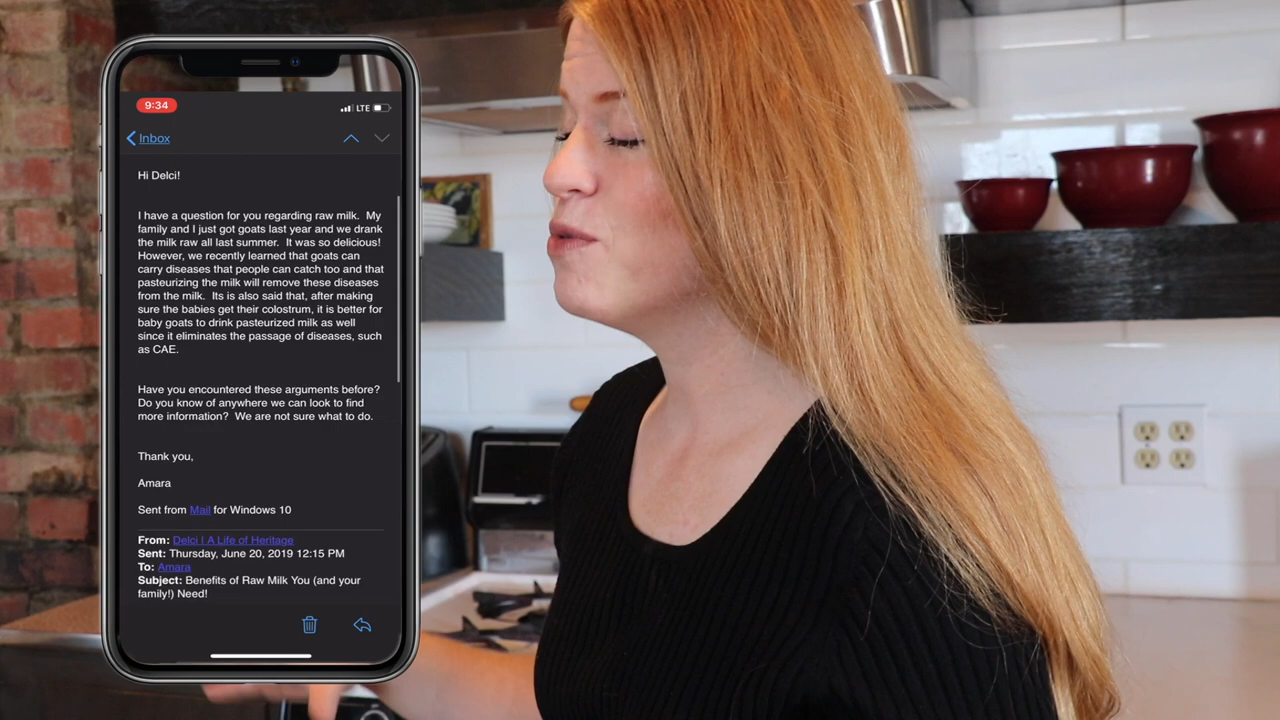 9:34
LTE
Inbox
Hi Delci!
I have a question for you regarding raw milk. My
family and I just got goats last year and we drank
the milk raw all last summer. It was so delicious!
However, we recently learned that goats can
carry diseases that people can catch too and that
pasteurizing the milk will remove these diseases
from the milk. Its is also said that, after making
sure the babies get their colostrum, it is better for
baby goats to drink pasteurized milk as well
since it eliminates the passage of diseases, such
as CAE.
Have you encountered these arguments before?
Do you know of anywhere we can look to find
more information? We are not sure what to do.
Thank you,
Amara
Sent from Mail for Windows 10
From: Delci | A Life of Heritage
Sent: Thursday, June 20, 2019 12:15 PM
To: Amara
Subject: Benefits of Raw Milk You (and your
family!) Need!